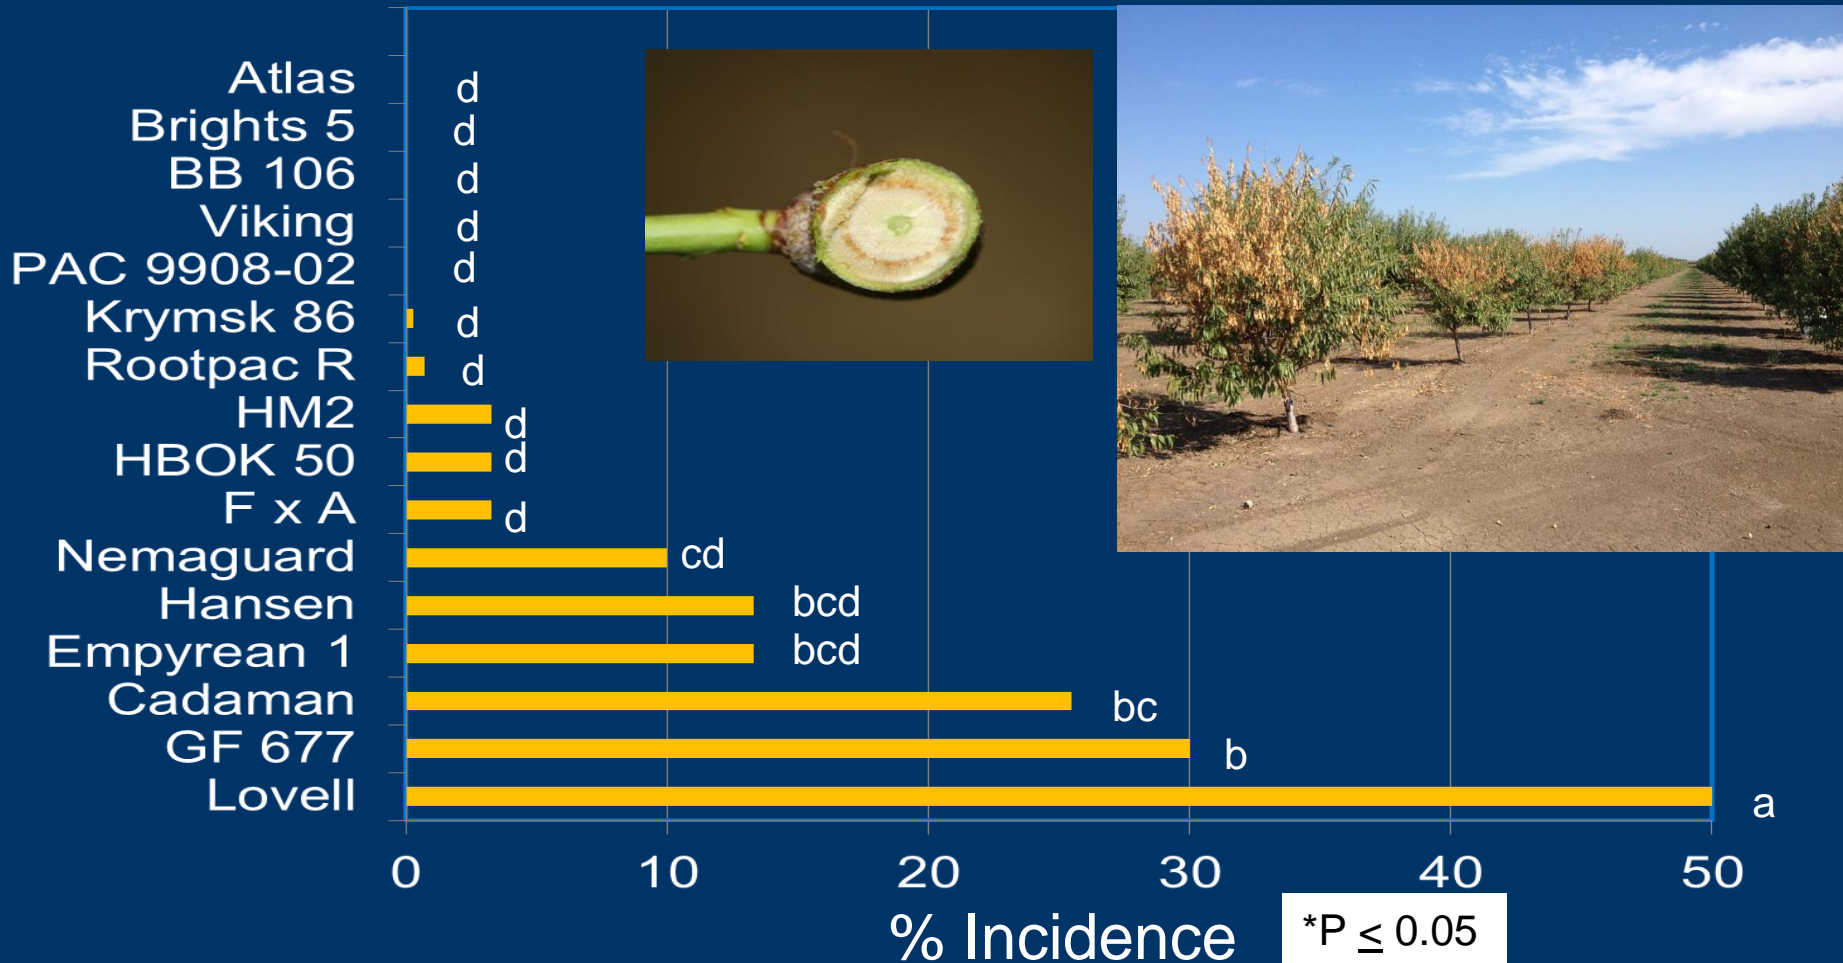 Atlas d
Brights 5 d
BB 106 d
Viking d
PAC 9908-02 d
Krymsk 86 d
Rootpac R d
HM2 d
HBOK 50 d
F x A d
Nemaguard cd
Hansen bcd
Empyrean 1 bcd
Cadaman bc
GF 677 b
Lovell a
0 10 20 30 40 50
% Incidence
*P ≤ 0.05